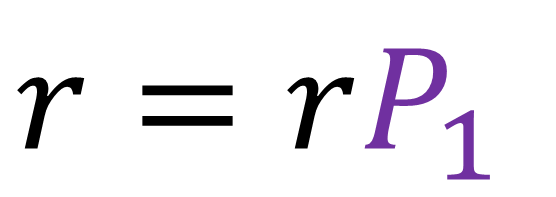 r = rP₁